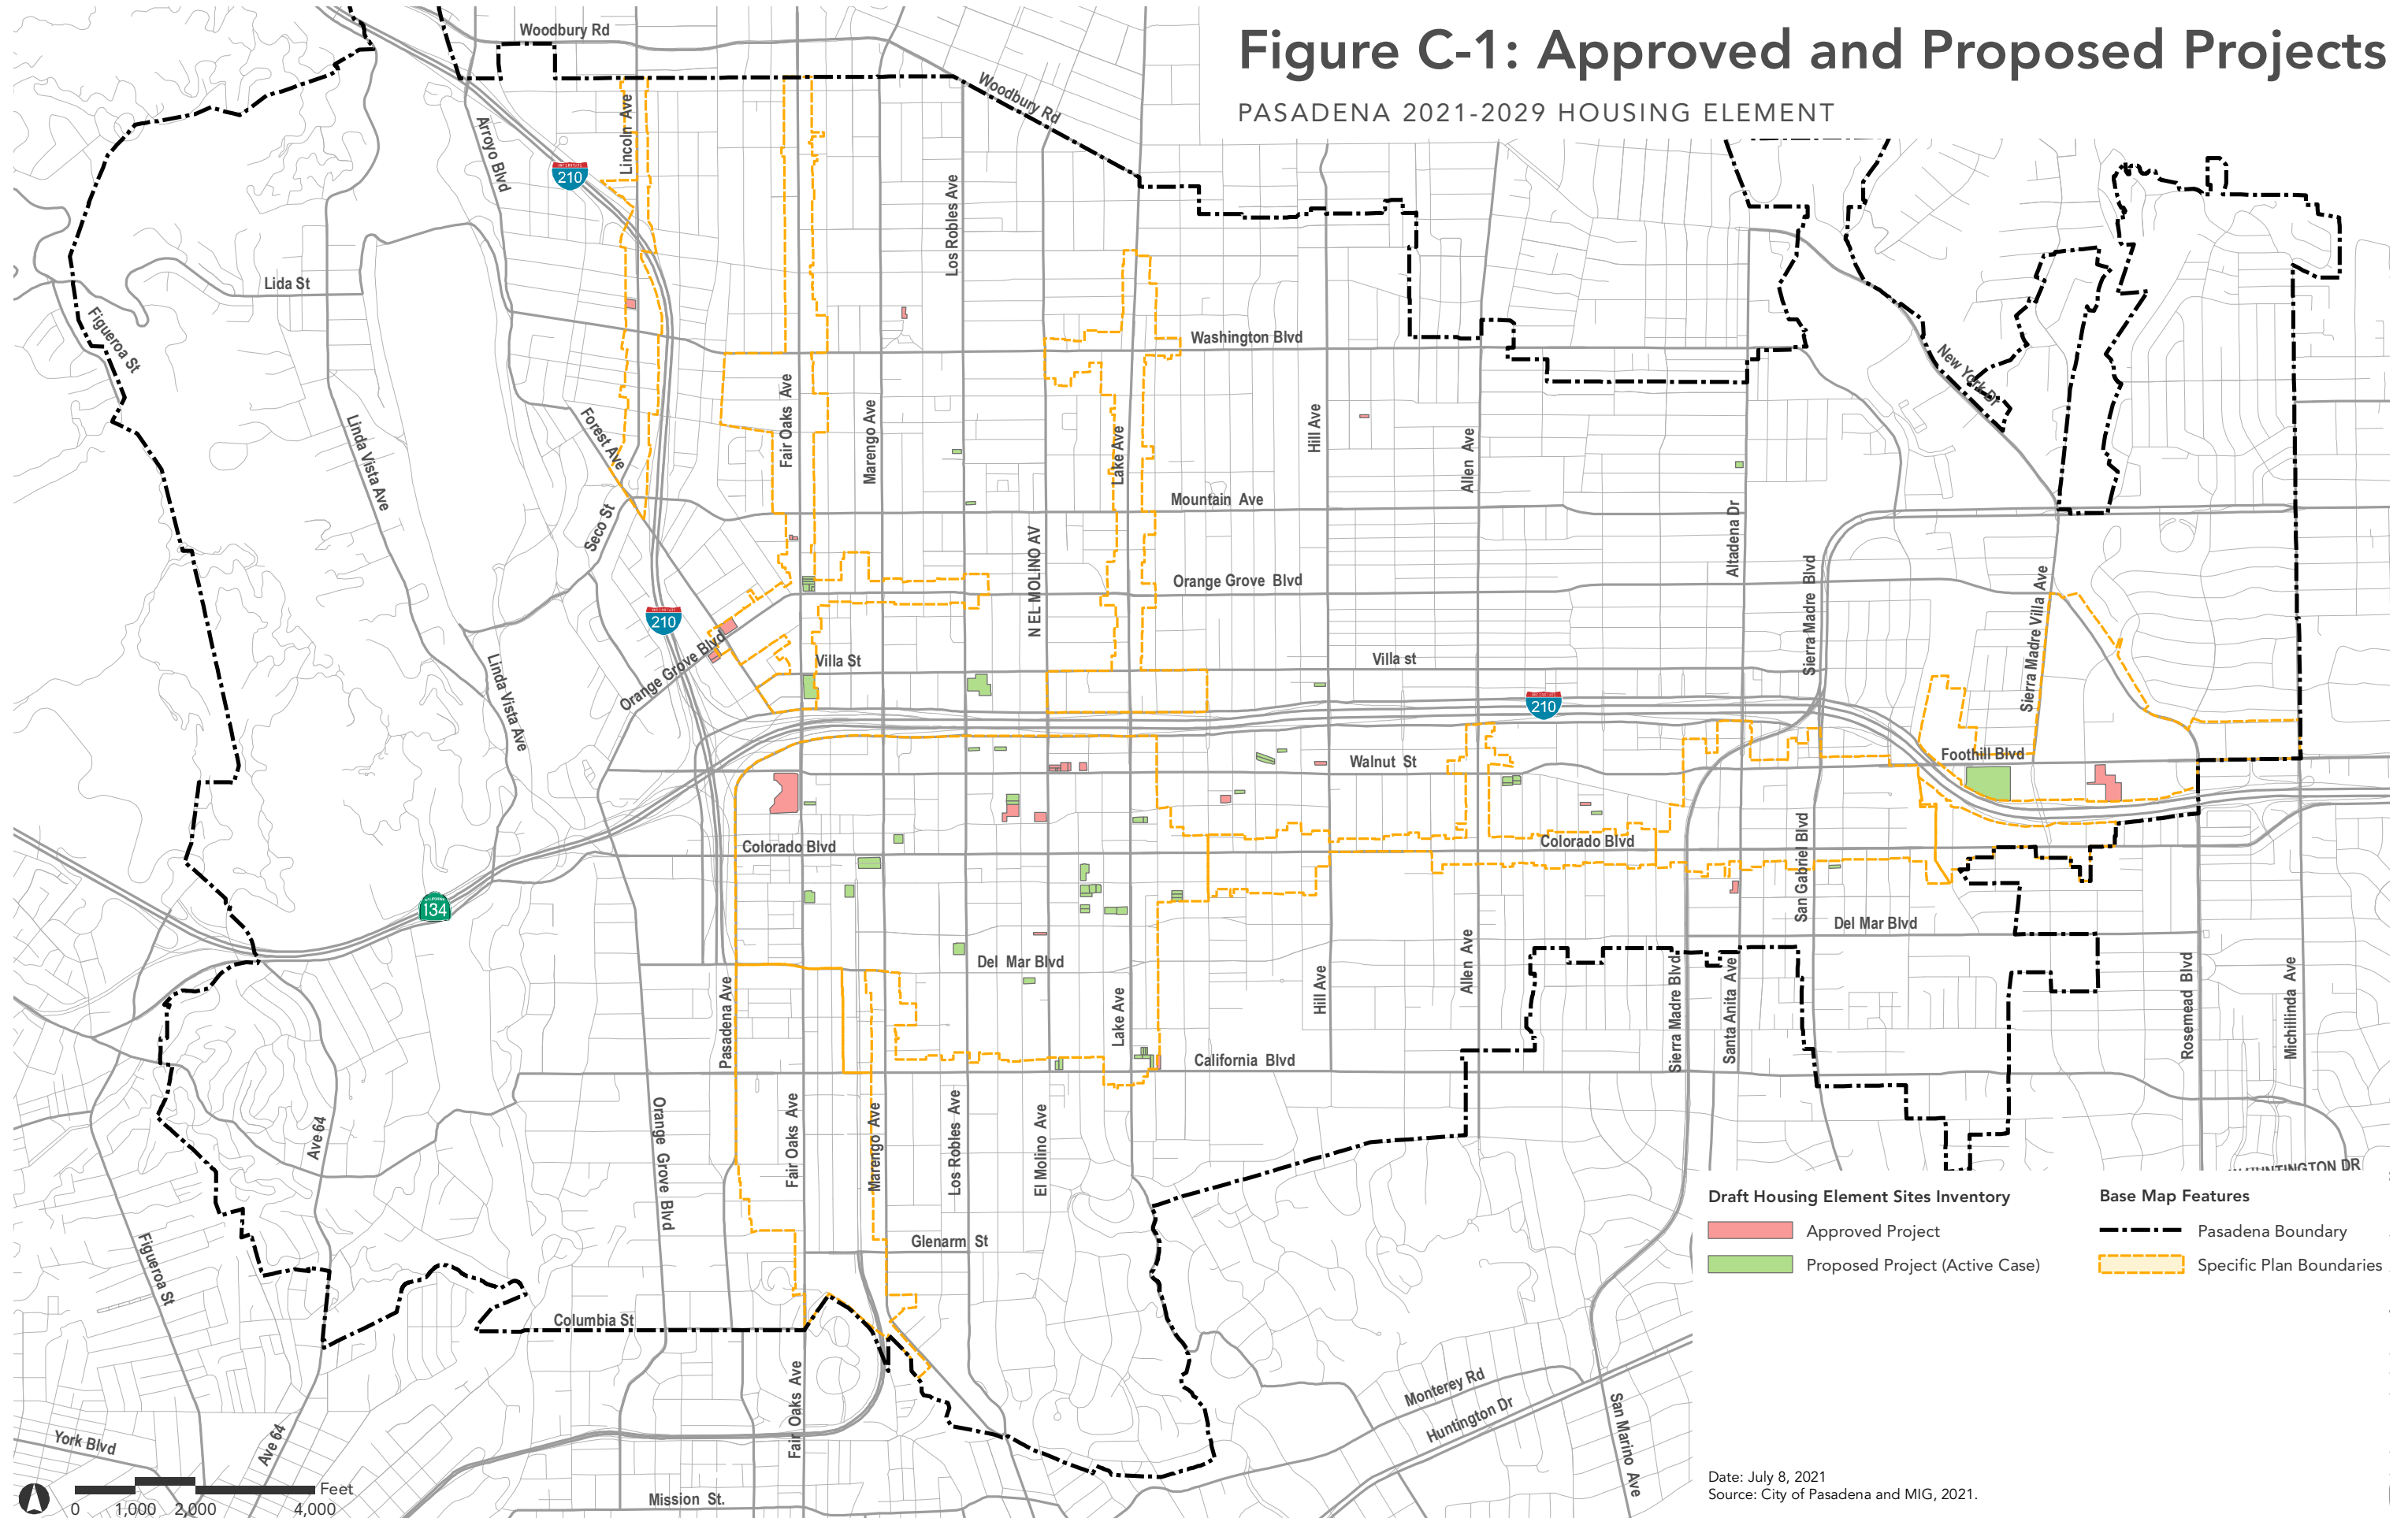 Figure C-1: Approved and Proposed Projects
PASADENA 2021-2029 HOUSING ELEMENT
Woodbury Rd
Woodbury Rd
Arroyo Blvd
Lincoln Ave
INTERSTATE
210
Los Robles Ave
Lida St
Figueroa St
Washington Blvd
New York Dr
Linda Vista Ave
Forest Ave
Fair Oaks Ave
Marengo Ave
Lake Ave
Hill Ave
Allen Ave
Mountain Ave
Altadena Dr
Seco St
N EL MOLINO AV
Orange Grove Blvd
Sierra Madre Blvd
Sierra Madre Villa Ave
INTERSTATE
210
Orange Grove Blvd
Villa St
Villa st
Linda Vista Ave
INTERSTATE
210
Walnut St
Foothill Blvd
Colorado Blvd
Colorado Blvd
San Gabriel Blvd
CALIFORNIA
134
Del Mar Blvd
Del Mar Blvd
Pasadena Ave
Lake Ave
Hill Ave
Allen Ave
Sierra Madre Blvd
Santa Anita Ave
Rosemead Blvd
Michillinda Ave
California Blvd
Ave 64
Orange Grove Blvd
Fair Oaks Ave
Marengo Ave
Los Robles Ave
El Molino Ave
HUNTINGTON DR
Figueroa St
Glenarm St
Columbia St
Fair Oaks Ave
Monterey Rd
Huntington Dr
San Marino Ave
York Blvd
Ave 64
Mission St.
Draft Housing Element Sites Inventory
Approved Project
Proposed Project (Active Case)
Base Map Features
Pasadena Boundary
Specific Plan Boundaries
Feet
0 1,000 2,000 4,000
Date: July 8, 2021
Source: City of Pasadena and MIG, 2021.